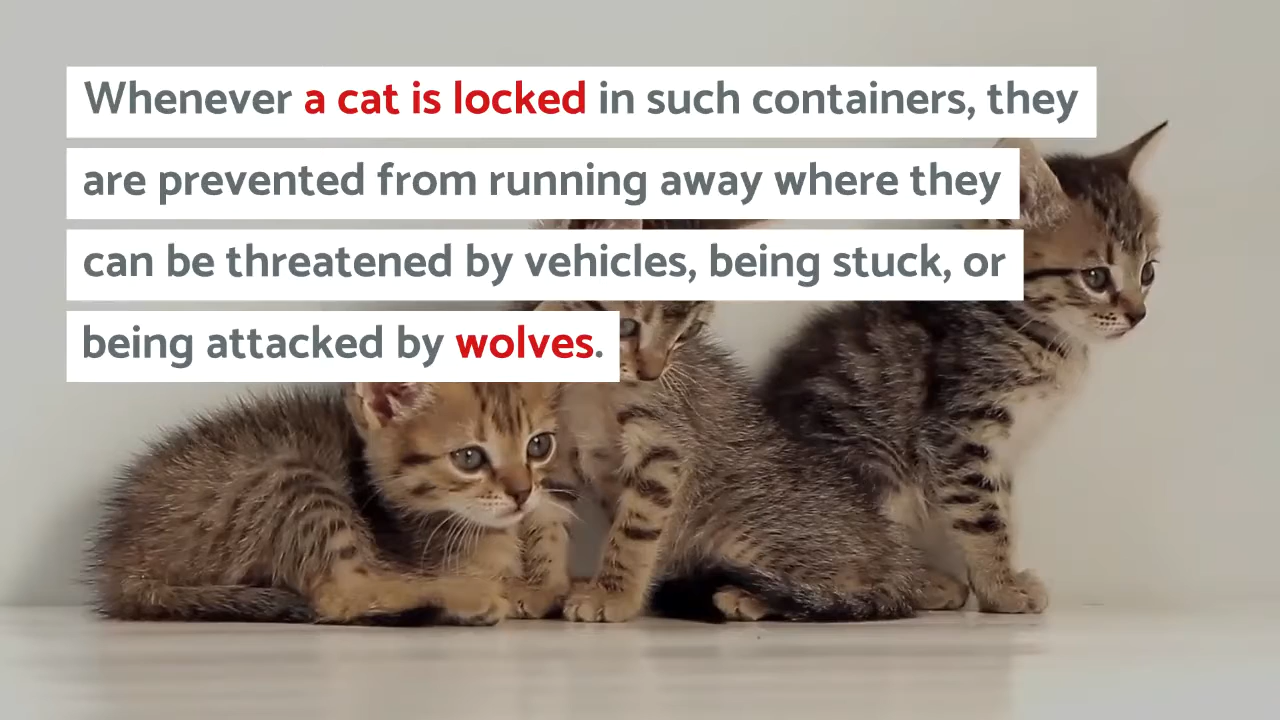 Whenever a cat is locked in such containers, they
are prevented from running away where they
can be threatened by vehicles, being stuck, or
being attacked by wolves.